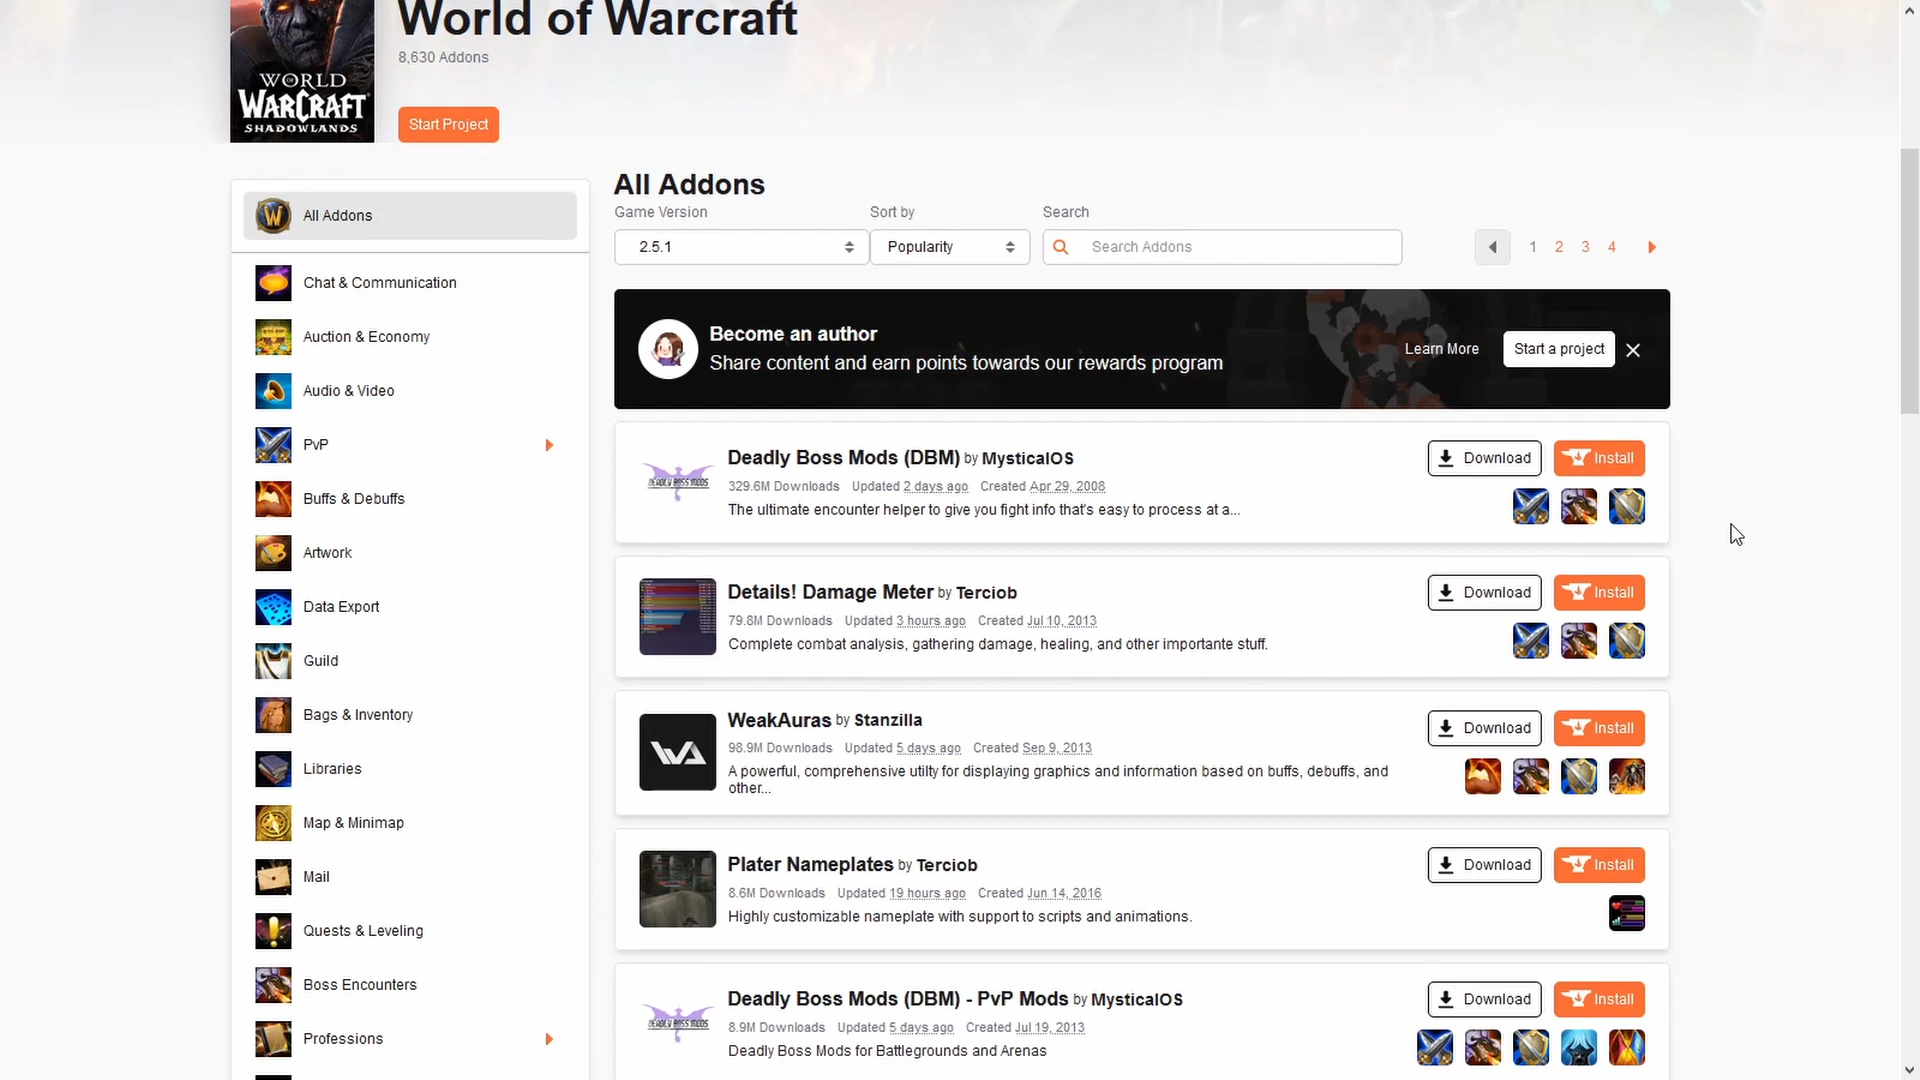 World of Warcraft
8,630 Addons
WORLD
OF
WARCRAFT
SHADOWLANDS
Start Project
All Addons
Chat & Communication
Auction & Economy
Audio & Video
PvP
Buffs & Debuffs
Artwork
Data Export
Guild
Bags & Inventory
Libraries
Map & Minimap
Mail
Quests & Leveling
Boss Encounters
Professions
All Addons
Game Version Sort by Search
2.5.1 Popularity Search Addons 1 2 3 4
Become an author
Share content and earn points towards our rewards program
Learn More Start a project
DEADLY BOSS MODS
Deadly Boss Mods (DBM) by MysticalOS
329.6M Downloads Updated 2 days ago Created Apr 29, 2008
The ultimate encounter helper to give you fight info that's easy to process at a...
Download Install
Details! Damage Meter by Terciob
79.8M Downloads Updated 3 hours ago Created Jul 10, 2013
Complete combat analysis, gathering damage, healing, and other importante stuff.
Download Install
WA
WeakAuras by Stanzilla
98.9M Downloads Updated 5 days ago Created Sep 9, 2013
A powerful, comprehensive utilty for displaying graphics and information based on buffs, debuffs, and
other...
Download Install
Plater Nameplates by Terciob
8.6M Downloads Updated 19 hours ago Created Jun 14, 2016
Highly customizable nameplate with support to scripts and animations.
Download Install
DEADLY BOSS MODS
Deadly Boss Mods (DBM) - PvP Mods by MysticalOS
8.9M Downloads Updated 5 days ago Created Jul 19, 2013
Deadly Boss Mods for Battlegrounds and Arenas
Download Install